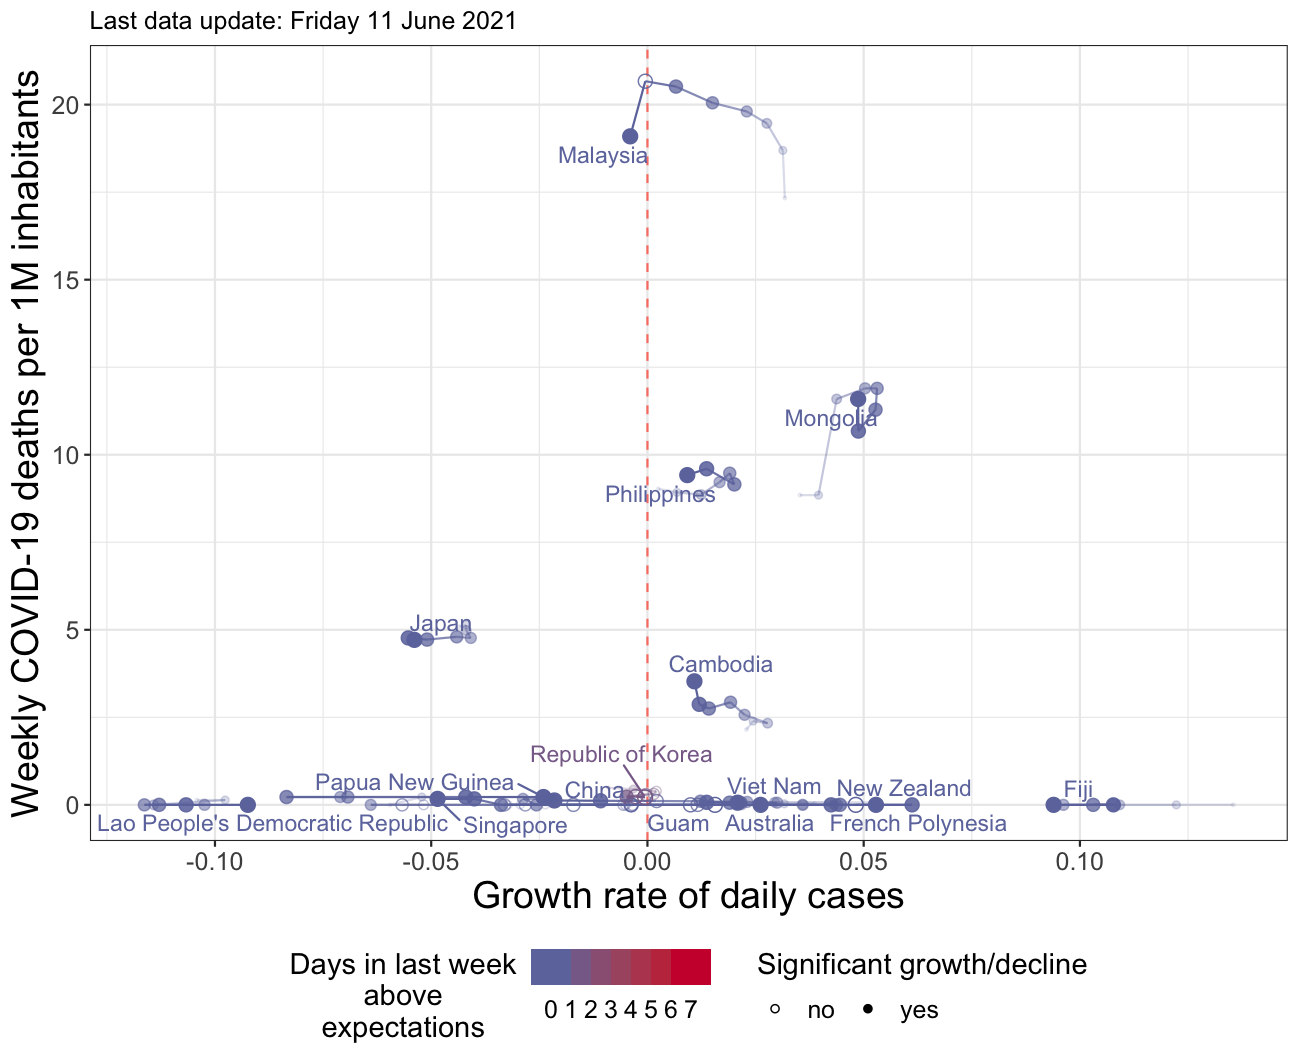 Last data update: Friday 11 June 2021
Weekly COVID-19 deaths per 1M inhabitants
20
15
10
5
0
Malaysia
Mongolia
Philippines
Japan
Cambodia
Republic of Korea
Papua New Guinea
China
Viet Nam
New Zealand
Fiji
Lao People's Democratic Republic
Singapore
Guam
Australia
French Polynesia
-0.10
-0.05
0.00
0.05
0.10
Growth rate of daily cases
Days in last week
above
expectations
0 1 2 3 4 5 6 7
Significant growth/decline
no
yes